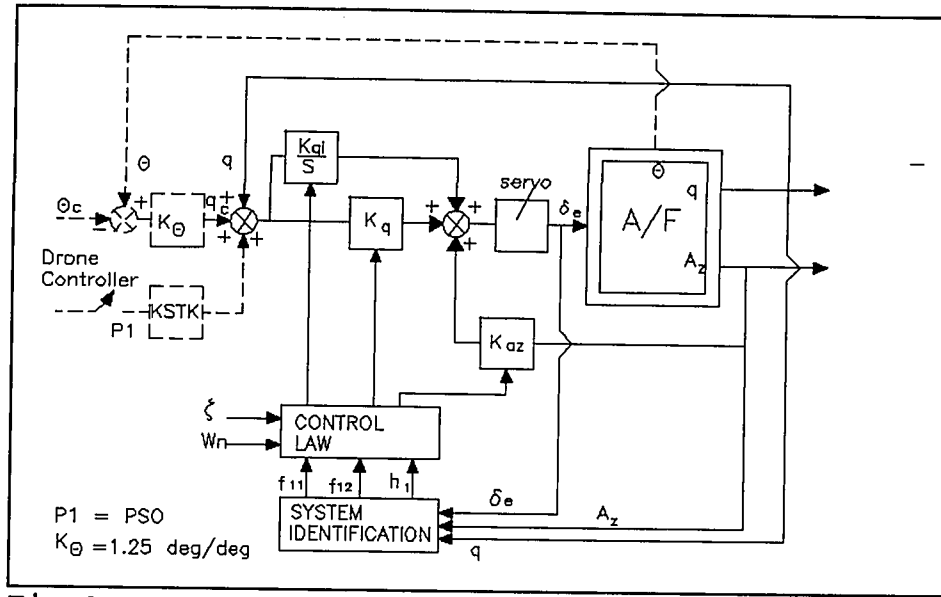 Θ
q
Kqi
S
servo
Θ
q
Θc
+
−
KΘ
qc
+
+
+
Kq
+
+
+
δe
A/F
Az
Drone
Controller
P1
KSTK
Kaz
ξ
Wn
CONTROL
LAW
f11
f12
h1
SYSTEM
IDENTIFICATION
δe
Az
q
P1 = PSO
KΘ =1.25 deg/deg